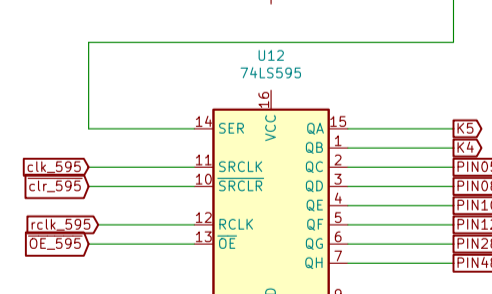 U12
74LS595
16
VCC
14 SER QA 15 K5
QB 1 K4
clk_595 11 SRCLK QC 2
clr_595 10 SRCLR QD 3
QE 4
rclk_595 12 RCLK QF 5
OE_595 13 OE QG 6
QH 7